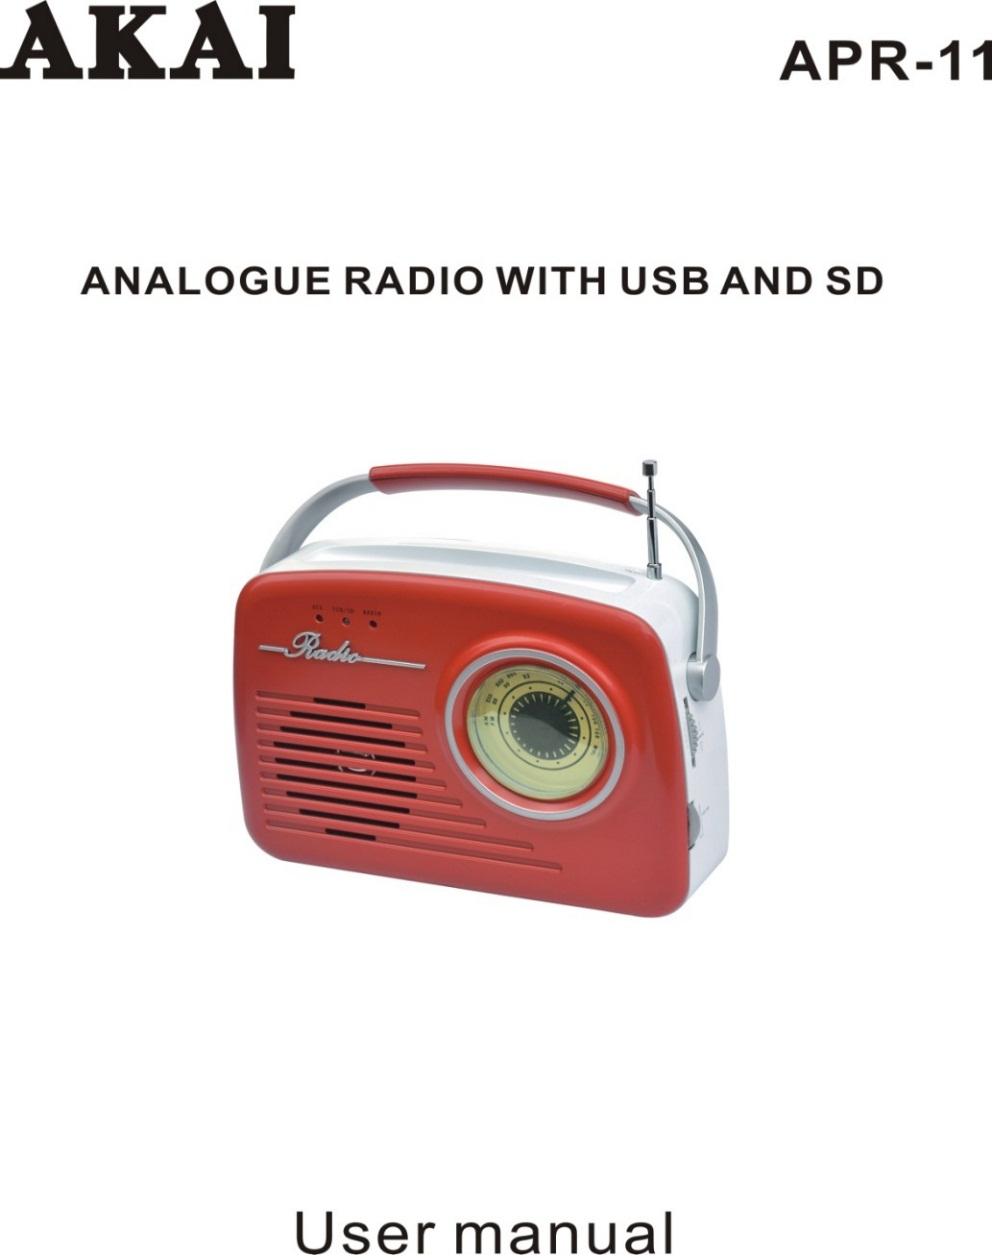 AKAI
APR-11
ANALOGUE RADIO WITH USB AND SD
Radio
User manual